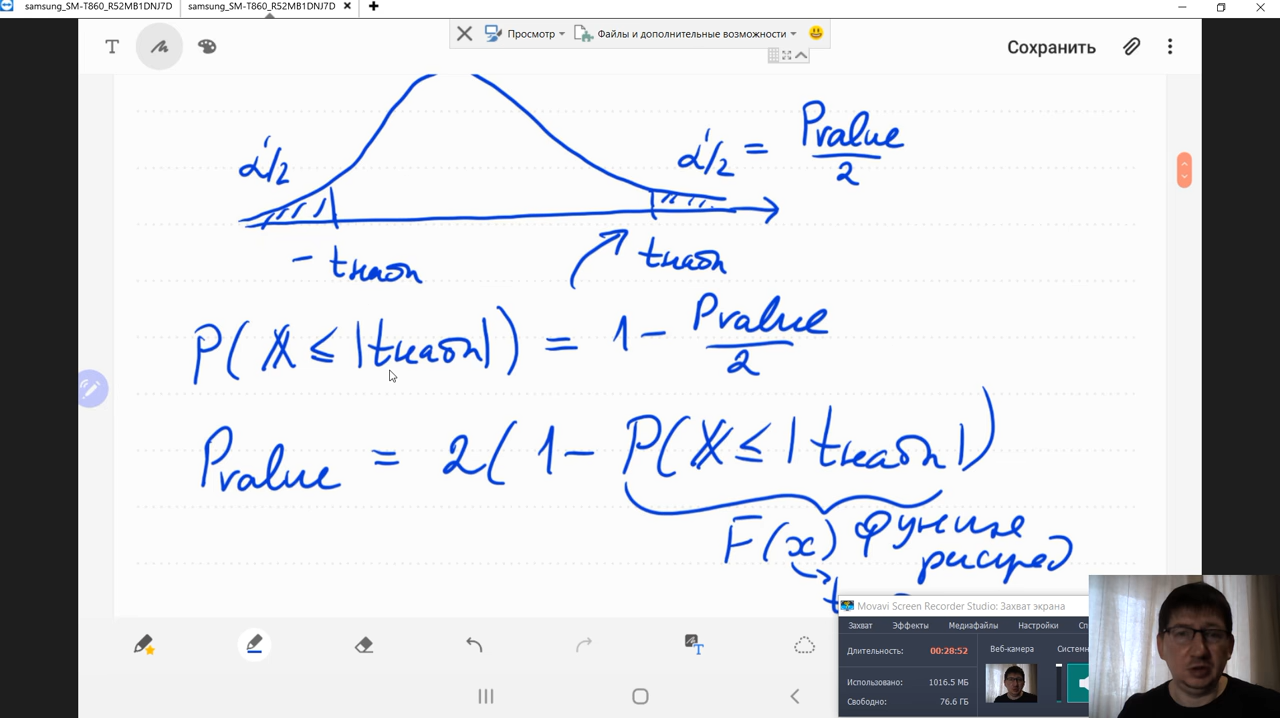 samsung_SM-T860_R52MB1DNJ7D samsung_SM-T860_R52MB1DNJ7D
Просмотр Файлы и дополнительные возможности
T Сохранить
α'/2 α'/2 = Pvalue/2
- tнабл tнабл
P(X ≤ |tнабл|) = 1 - Pvalue/2
Pvalue = 2(1 - P(X ≤ |tнабл|)
F(x) функция
распред
t
Movavi Screen Recorder Studio: Захват экрана
Захват Эффекты Медиафайлы Настройки
Длительность: 00:28:52 Веб-камера
Использовано: 1016.5 МБ
Свободно: 76.6 ГБ